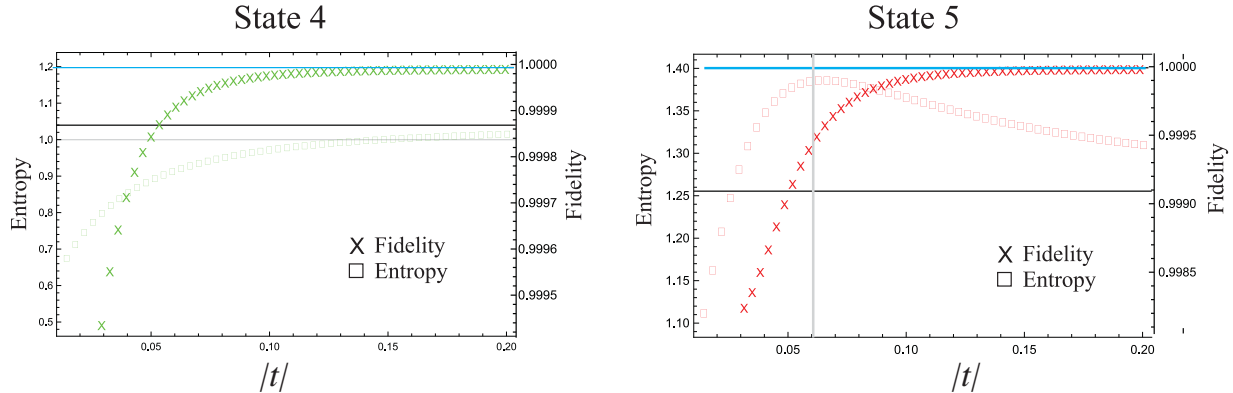 State 4
State 5
1.2
1.1
1.0
0.9
0.8
0.7
0.6
0.5
Entropy
1.0000
0.9999
0.9998
0.9997
0.9996
0.9995
Fidelity
X Fidelity
□ Entropy
0.05
0.10
0.15
0.20
|t|
1.40
1.35
1.30
1.25
1.20
1.15
1.10
Entropy
1.0000
0.9995
0.9990
0.9985
Fidelity
X Fidelity
□ Entropy
0.05
0.10
0.15
0.20
|t|